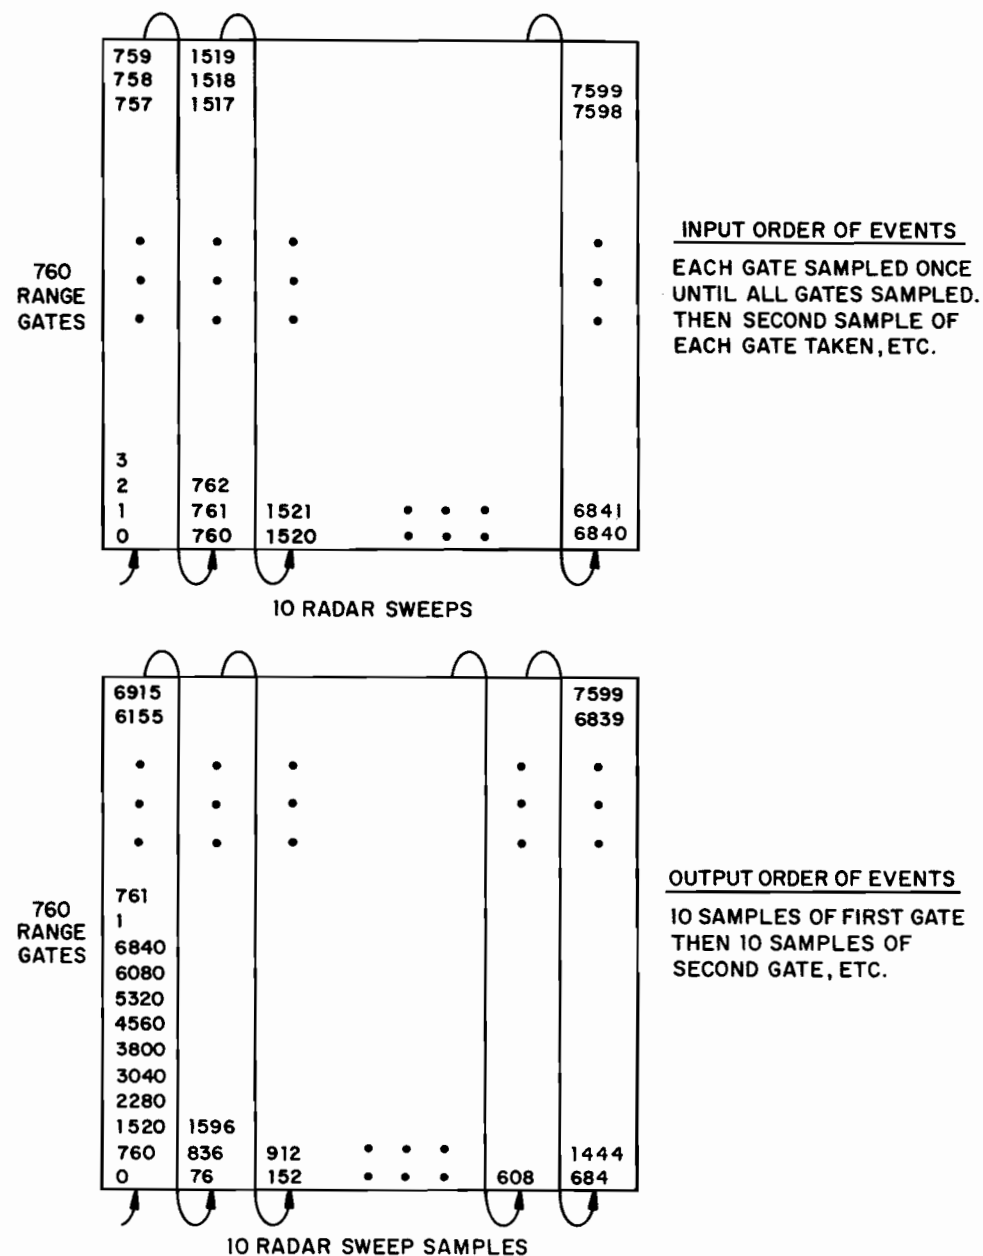 759 1519
758 1518
757 1517
7599
7598
760
RANGE
GATES
INPUT ORDER OF EVENTS
EACH GATE SAMPLED ONCE
UNTIL ALL GATES SAMPLED.
THEN SECOND SAMPLE OF
EACH GATE TAKEN, ETC.
3
2 762
1 761 1521 6841
0 760 1520 6840
10 RADAR SWEEPS
6915 7599
6155 6839
760
RANGE
GATES
761
1
6840
6080
5320
4560
3800
3040
2280
1520 1596
760 836 912 1444
0 76 152 608 684
OUTPUT ORDER OF EVENTS
10 SAMPLES OF FIRST GATE
THEN 10 SAMPLES OF
SECOND GATE, ETC.
10 RADAR SWEEP SAMPLES